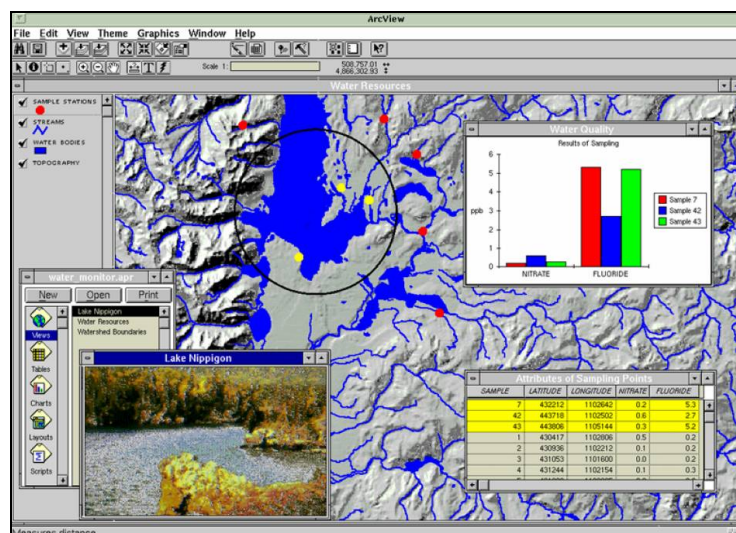 ArcView
File Edit View Theme Graphics Window Help
Scale 1:
508,757.01
4,866,302.93
Water Resources
SAMPLE STATIONS
STREAMS
WATER BODIES
TOPOGRAPHY
Water Quality
Results of Sampling
6
5
4
3
2
1
0
ppb
NITRATE FLUORIDE
Sample 7
Sample 42
Sample 43
water_monitor.apr
New Open Print
Views
Tables
Charts
Layouts
Scripts
Lake Nippigon
Water Resources
Watershed Boundaries
Lake Nippigon
Attributes of Sampling Points
SAMPLE LATITUDE LONGITUDE NITRATE FLUORIDE
7 432212 1102642 0.2 5.3
42 443718 1102502 0.6 2.7
43 443806 1105144 0.3 5.2
1 430417 1102806 0.5 0.2
2 430936 1102212 0.1 0.2
3 431053 1101600 0.0 0.2
4 431244 1102154 0.1 0.3
Measures distance